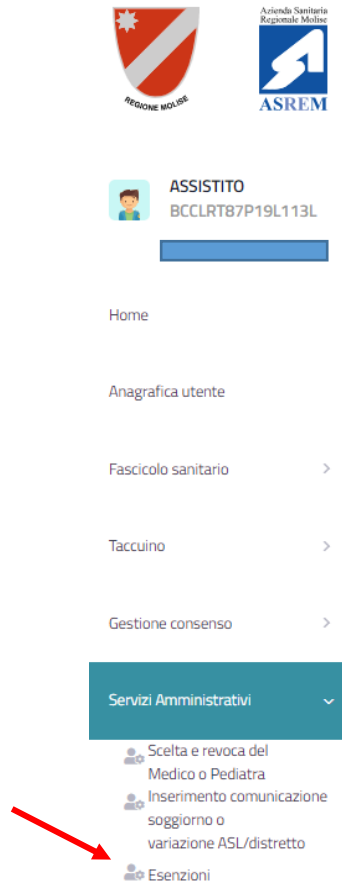 Azienda Sanitaria
Regionale Molise
REGIONE MOLISE
ASREM
ASSISTITO
BCCLRT87P19L113L
Home
Anagrafica utente
Fascicolo sanitario
Taccuino
Gestione consenso
Servizi Amministrativi
Scelta e revoca del
Medico o Pediatra
Inserimento comunicazione
soggiorno o
variazione ASL/distretto
Esenzioni